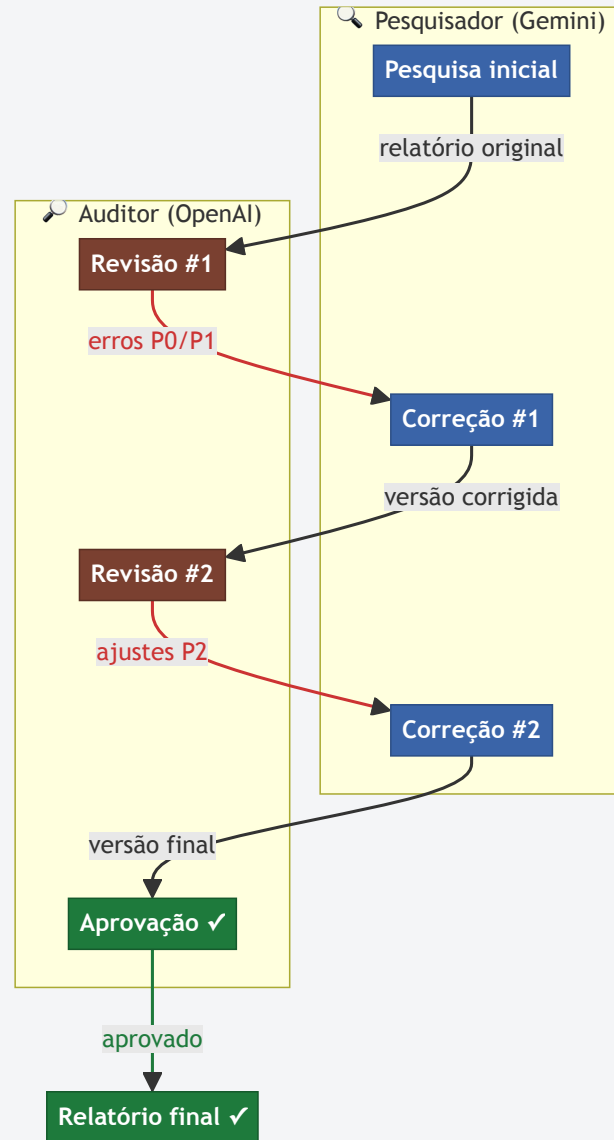 🔍 Pesquisador (Gemini)
Pesquisa inicial
relatório original
🔎 Auditor (OpenAI)
Revisão #1
erros P0/P1
Correção #1
versão corrigida
Revisão #2
ajustes P2
Correção #2
versão final
Aprovação ✓
aprovado
Relatório final ✓